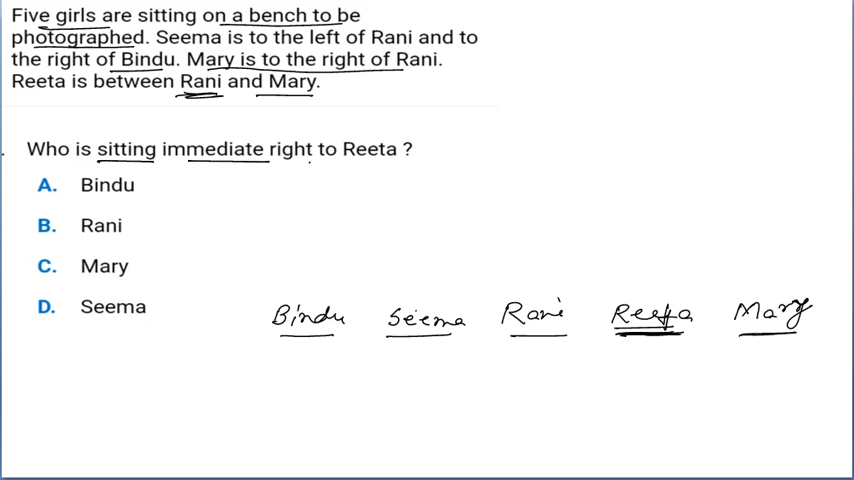 Five girls are sitting on a bench to be
photographed. Seema is to the left of Rani and to
the right of Bindu. Mary is to the right of Rani.
Reeta is between Rani and Mary.
. Who is sitting immediate right to Reeta ?
A. Bindu
B. Rani
C. Mary
D. Seema
Bindu Seema Rani Reeta Mary